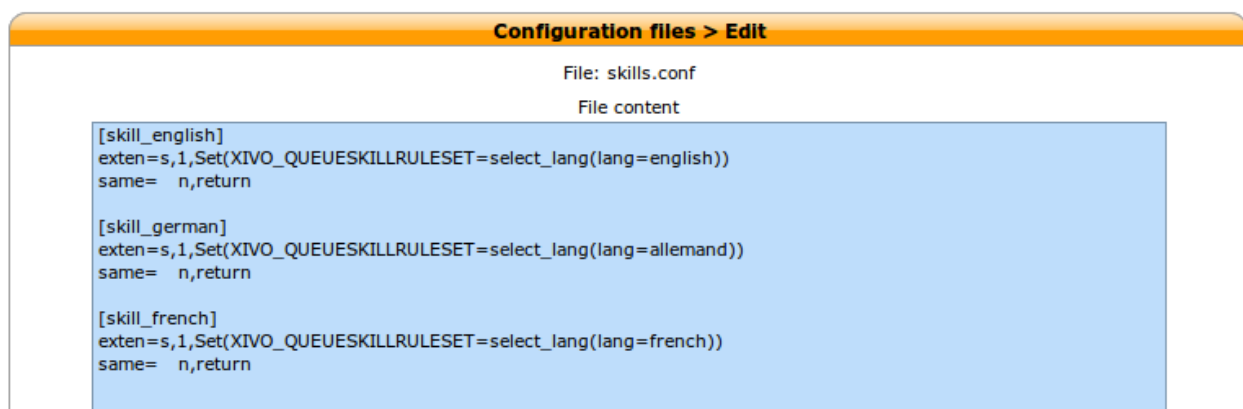 Configuration files > Edit
File: skills.conf
File content
[skill_english]
exten=s,1,Set(XIVO_QUEUESKILLRULESET=select_lang(lang=english))
same=   n,return
[skill_german]
exten=s,1,Set(XIVO_QUEUESKILLRULESET=select_lang(lang=allemand))
same=   n,return
[skill_french]
exten=s,1,Set(XIVO_QUEUESKILLRULESET=select_lang(lang=french))
same=   n,return